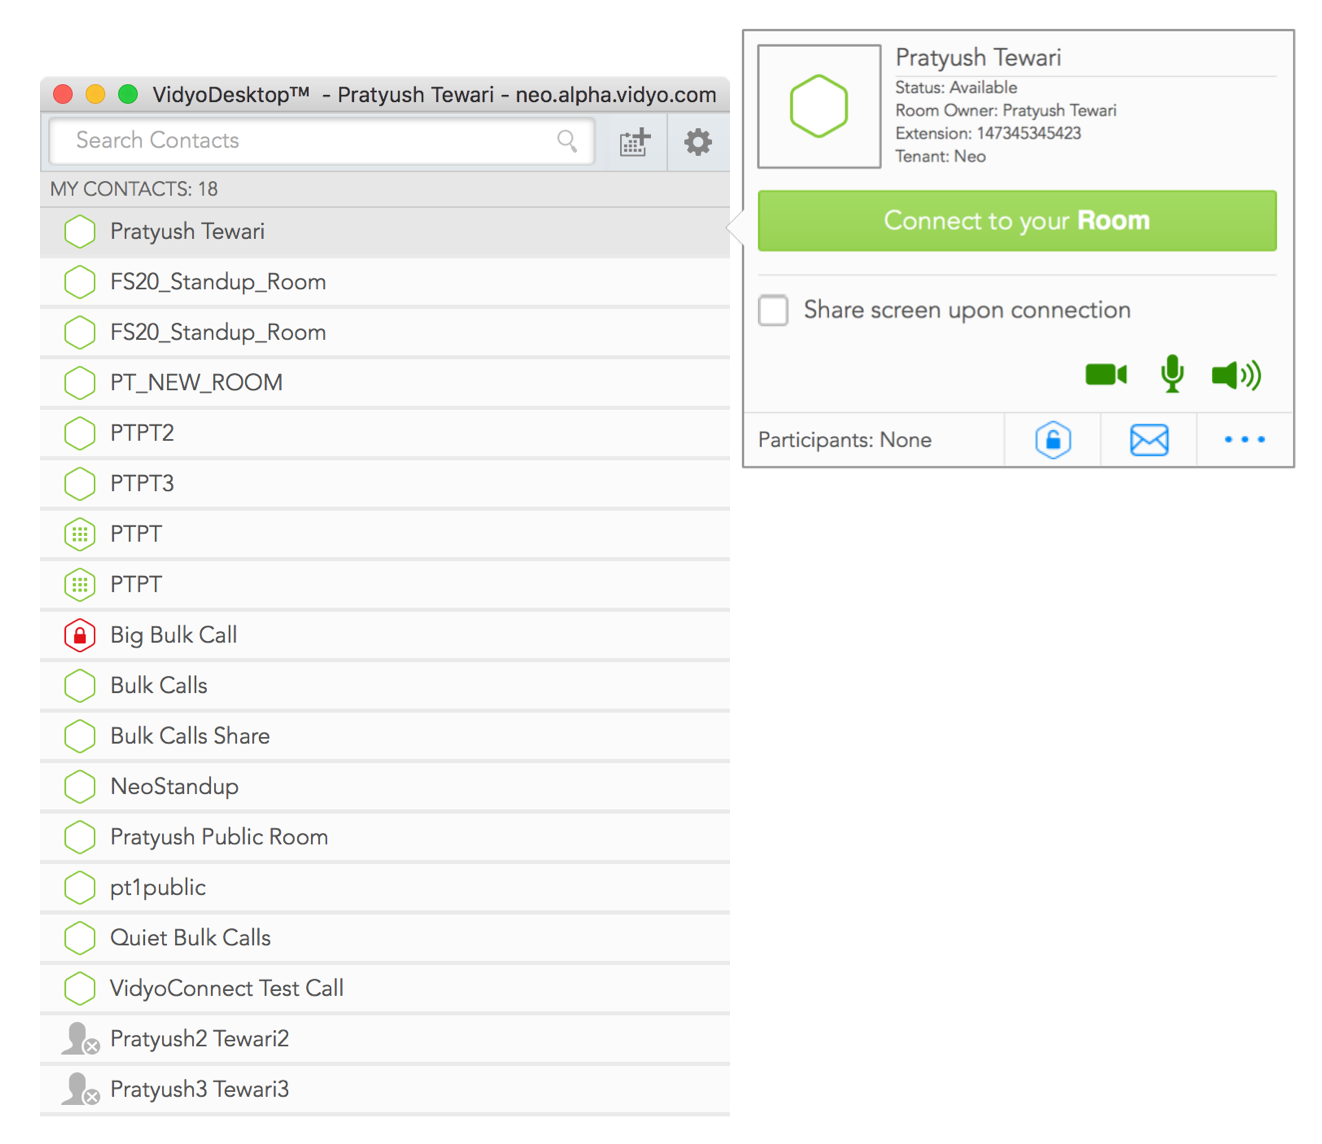 VidyoDesktop™ - Pratyush Tewari - neo.alpha.vidyo.com
Search Contacts
MY CONTACTS: 18
Pratyush Tewari
FS20_Standup_Room
FS20_Standup_Room
PT_NEW_ROOM
PTPT2
PTPT3
PTPT
PTPT
Big Bulk Call
Bulk Calls
Bulk Calls Share
NeoStandup
Pratyush Public Room
pt1public
Quiet Bulk Calls
VidyoConnect Test Call
Pratyush2 Tewari2
Pratyush3 Tewari3
Pratyush Tewari
Status: Available
Room Owner: Pratyush Tewari
Extension: 147345345423
Tenant: Neo
Connect to your Room
Share screen upon connection
Participants: None